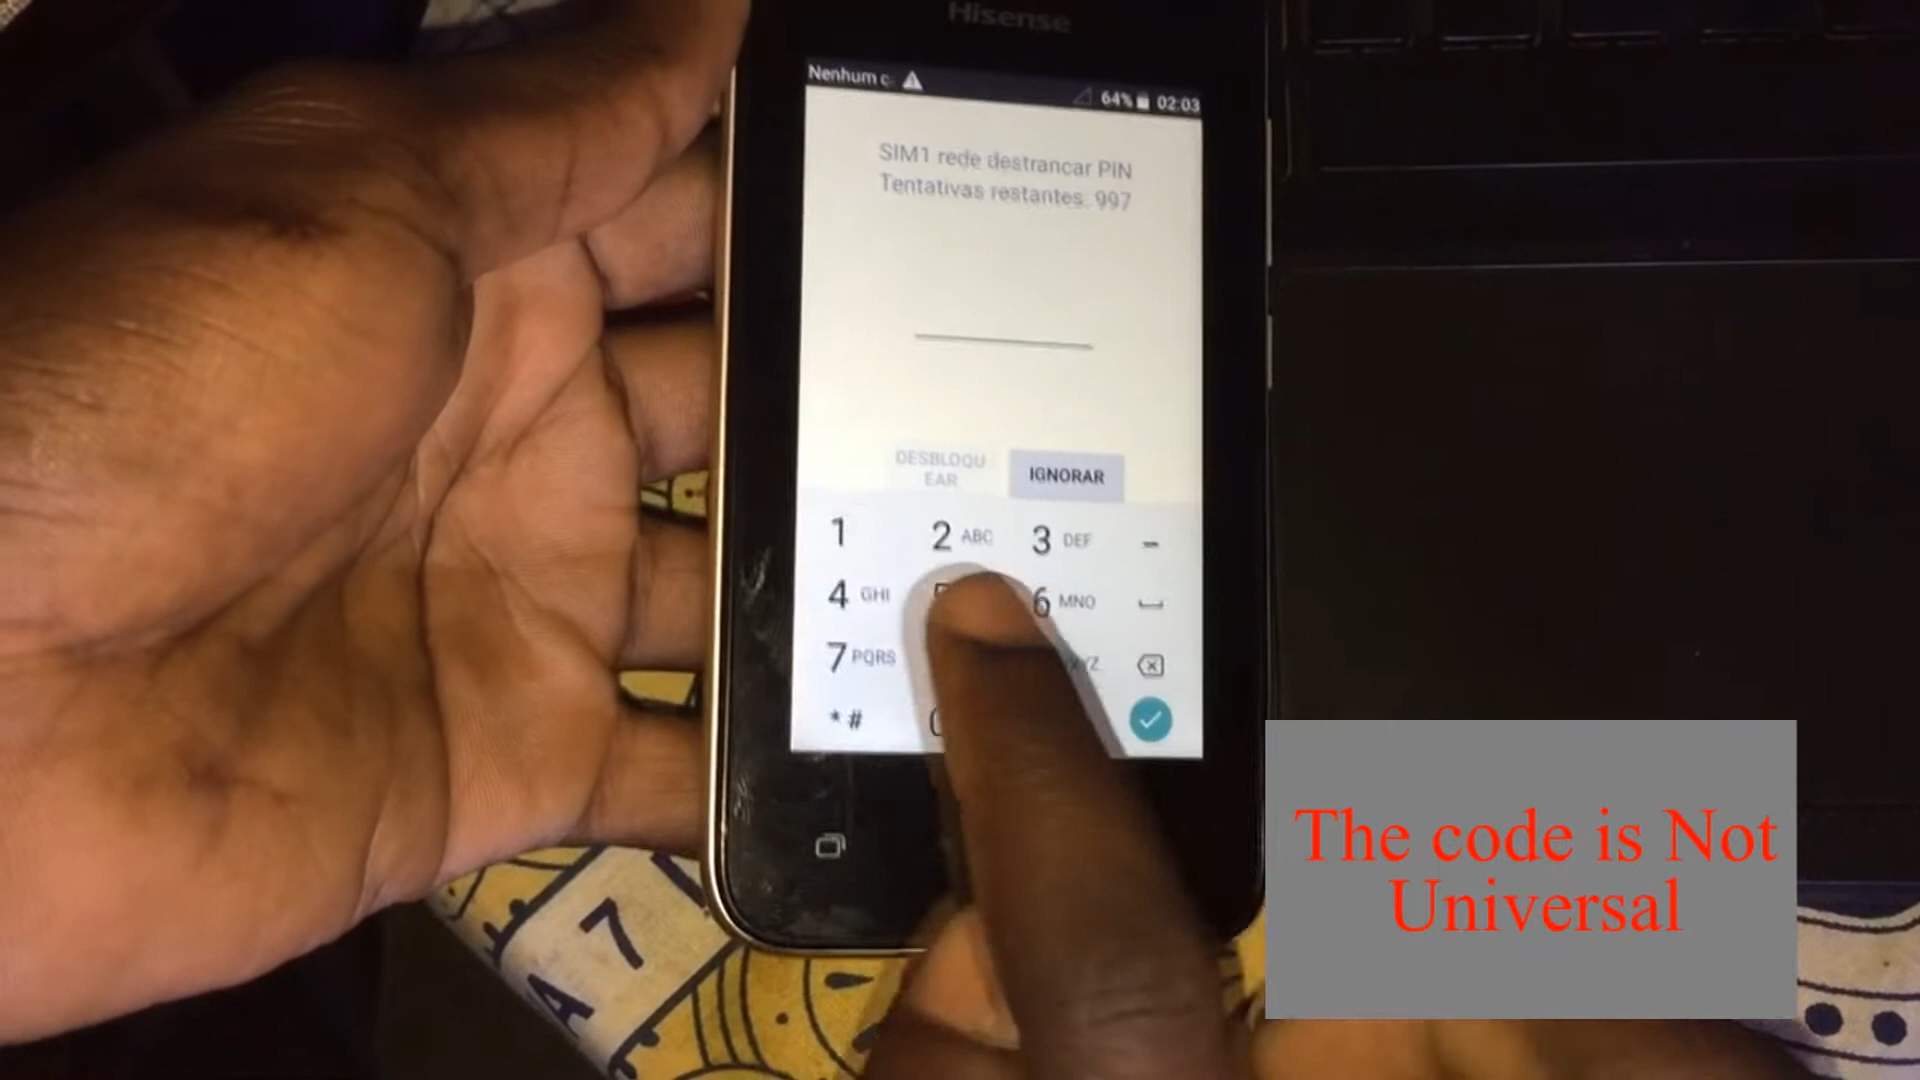 Hisense
Nenhum c
64% 02:03
SIM1 rede destrancar PIN
Tentativas restantes: 997
DESBLOQU
EAR
IGNORAR
1
2 ABC
3 DEF
-
4 GHI
6 MNO
7 PQRS
* #
The code is Not
Universal
A 7